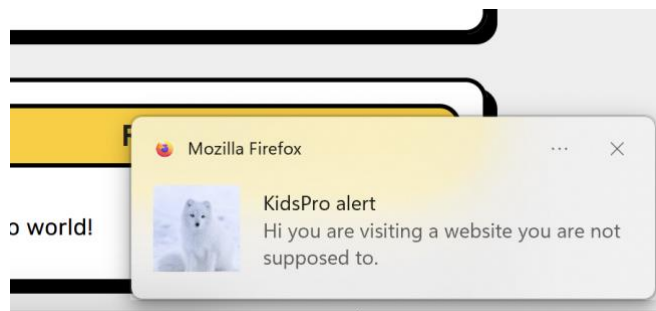 F
Mozilla Firefox
KidsPro alert
o world!
Hi you are visiting a website you are not
supposed to.